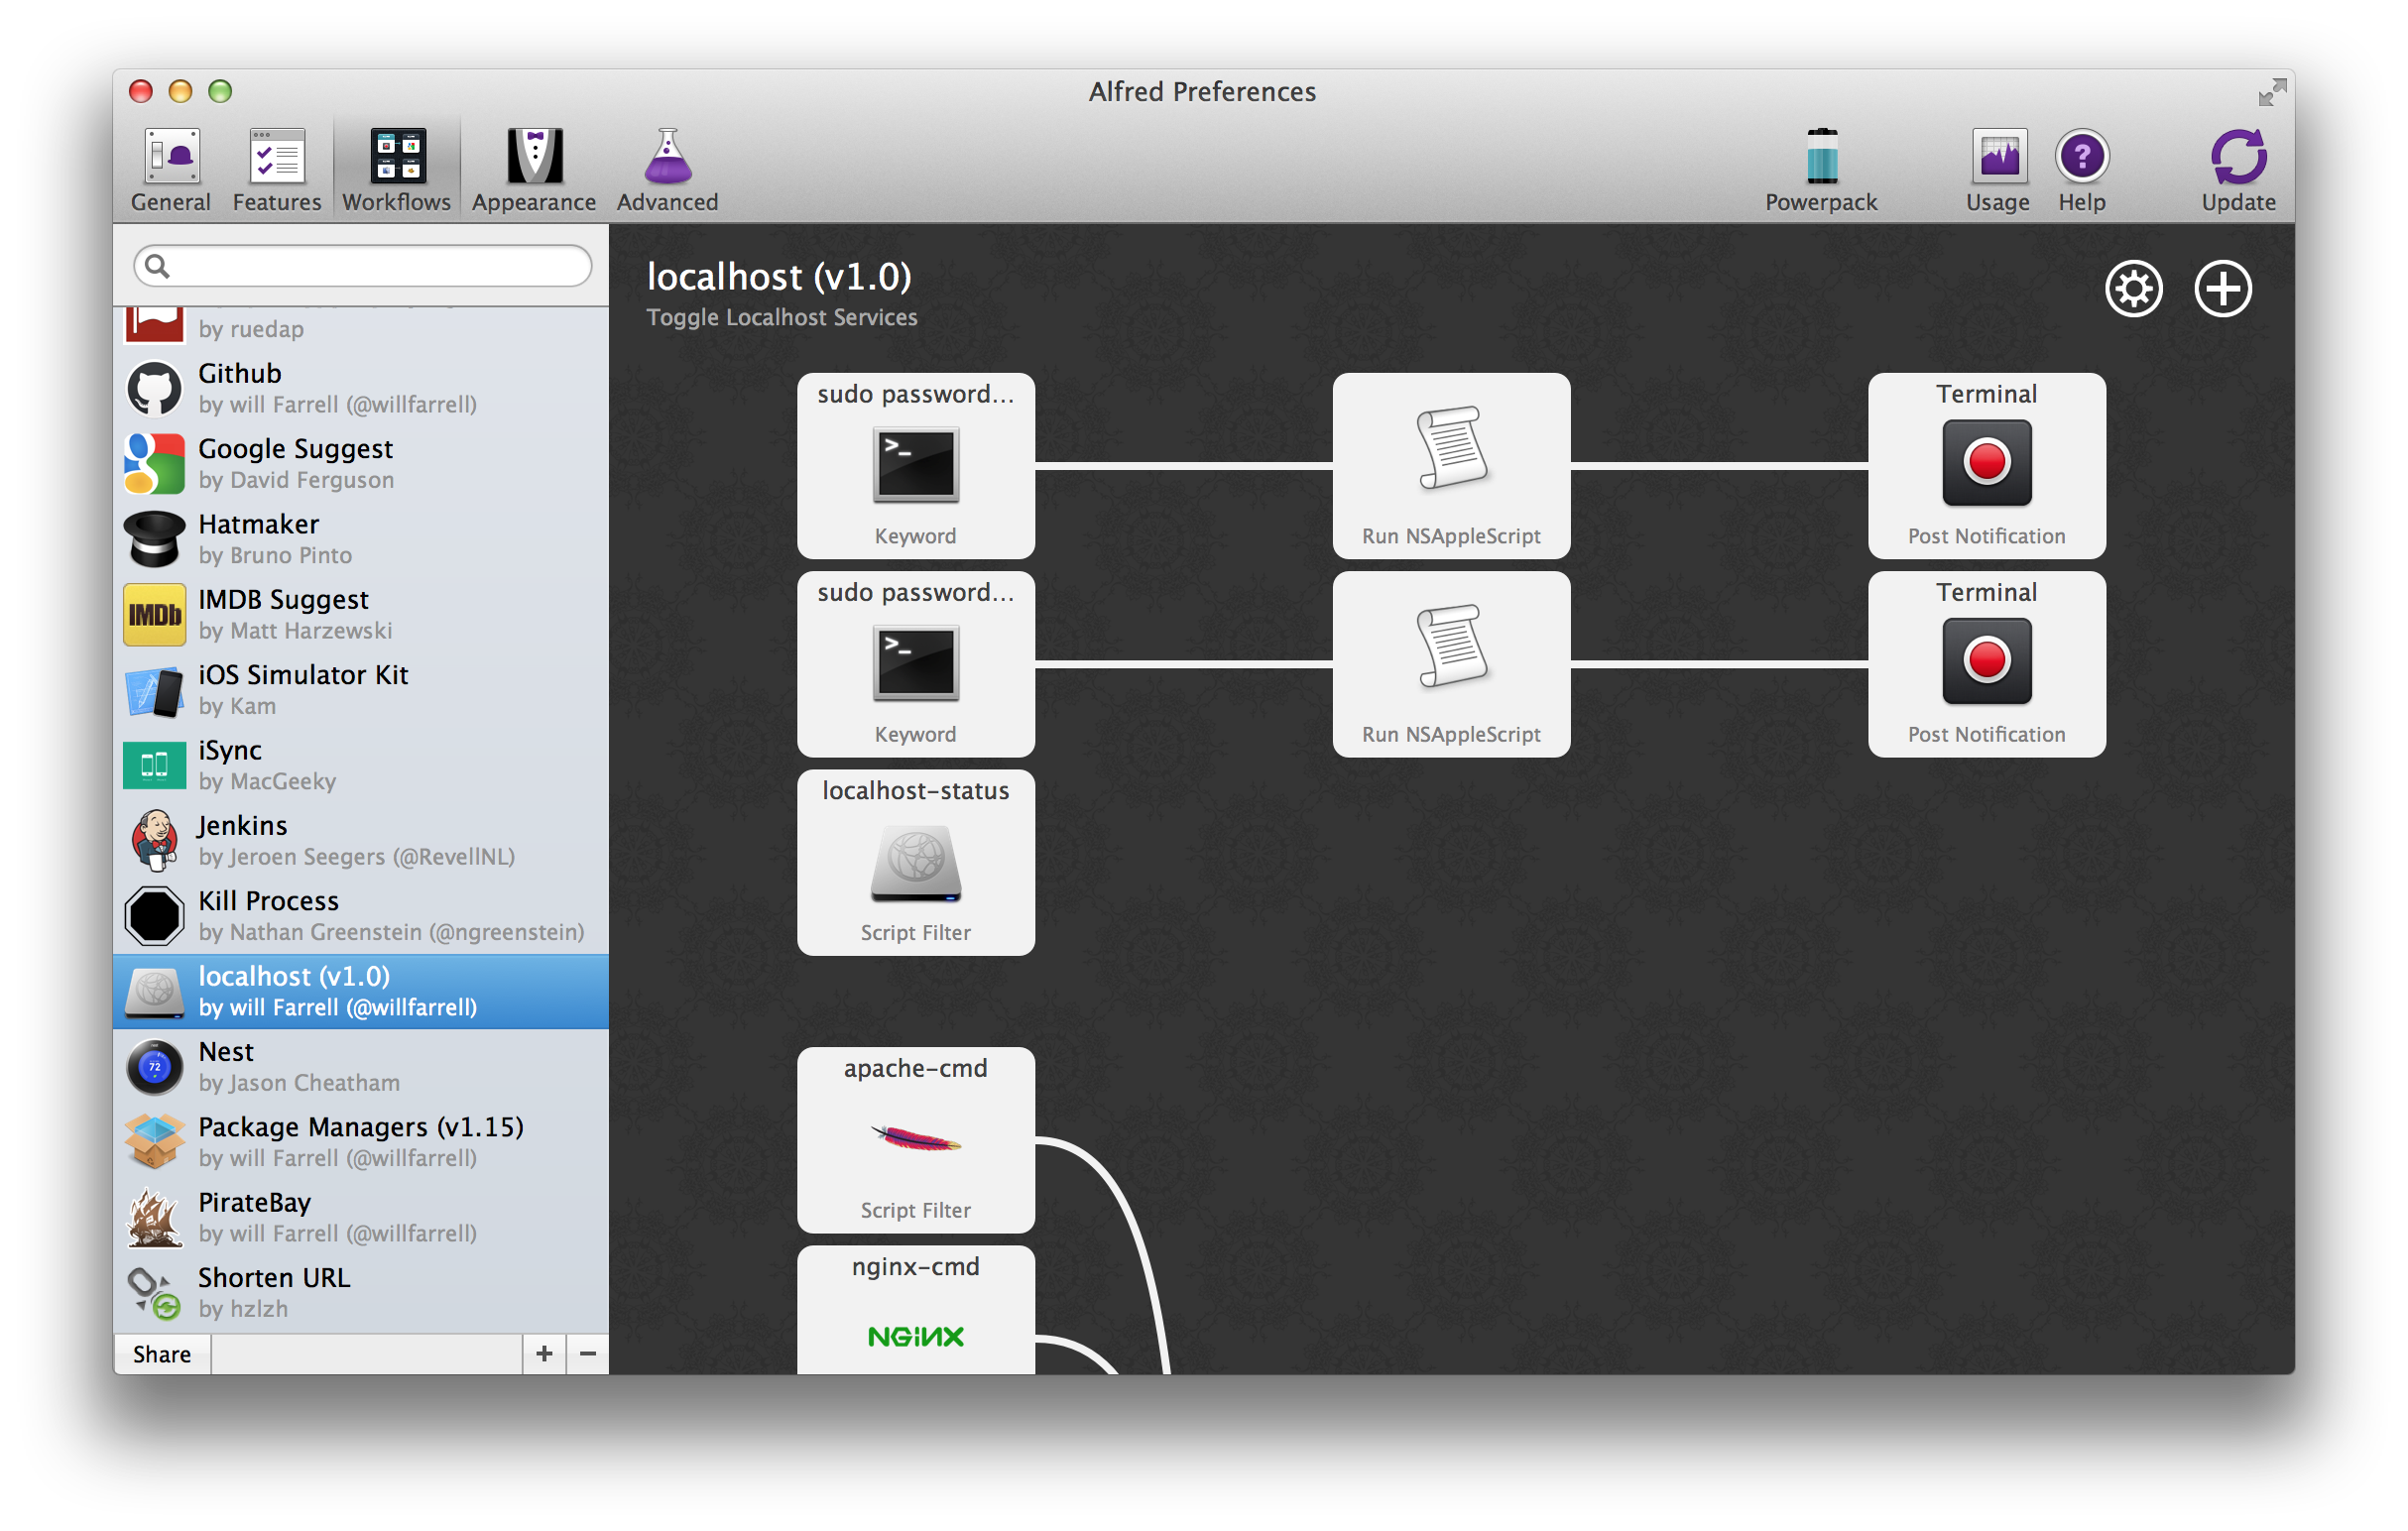 Alfred Preferences
General
Features
Workflows
Appearance
Advanced
Powerpack
Usage
Help
Update
by ruedap
Github
by will Farrell (@willfarrell)
Google Suggest
by David Ferguson
Hatmaker
by Bruno Pinto
IMDb
IMDB Suggest
by Matt Harzewski
iOS Simulator Kit
by Kam
iSync
by MacGeeky
Jenkins
by Jeroen Seegers (@RevellNL)
Kill Process
by Nathan Greenstein (@ngreenstein)
localhost (v1.0)
by will Farrell (@willfarrell)
72
Nest
by Jason Cheatham
Package Managers (v1.15)
by will Farrell (@willfarrell)
PirateBay
by will Farrell (@willfarrell)
Shorten URL
by hzlzh
Share
localhost (v1.0)
Toggle Localhost Services
sudo password...
>_
Keyword
Run NSAppleScript
Terminal
Post Notification
sudo password...
>_
Keyword
Run NSAppleScript
Terminal
Post Notification
localhost-status
Script Filter
apache-cmd
Script Filter
nginx-cmd
NGiNX